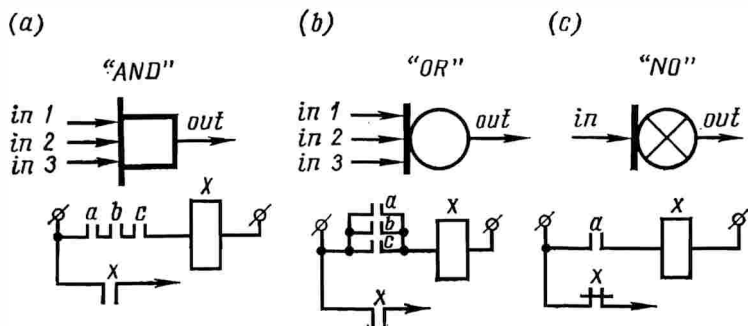 (a)
"AND"
in 1
in 2
in 3
out
a b c
X
X
(b)
"OR"
in 1
in 2
in 3
out
a
b
c
X
X
(c)
"NO"
in
out
a
X
X